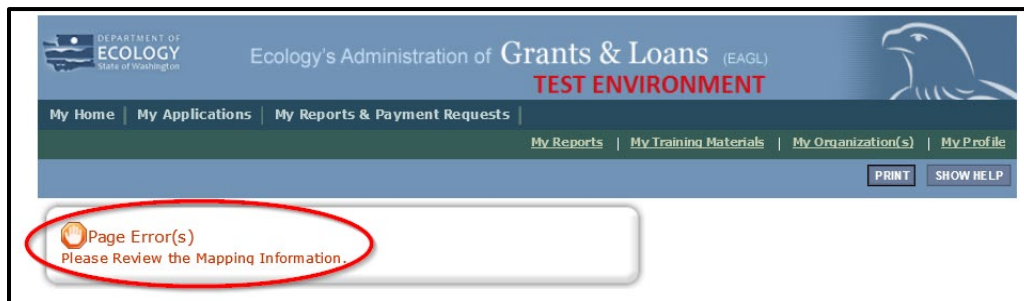 DEPARTMENT OF
ECOLOGY
State of Washington
Ecology's Administration of Grants & Loans (EAGL)
TEST ENVIRONMENT
My Home | My Applications | My Reports & Payment Requests |
My Reports | My Training Materials | My Organization(s) | My Profile
PRINT SHOW HELP
Page Error(s)
Please Review the Mapping Information.